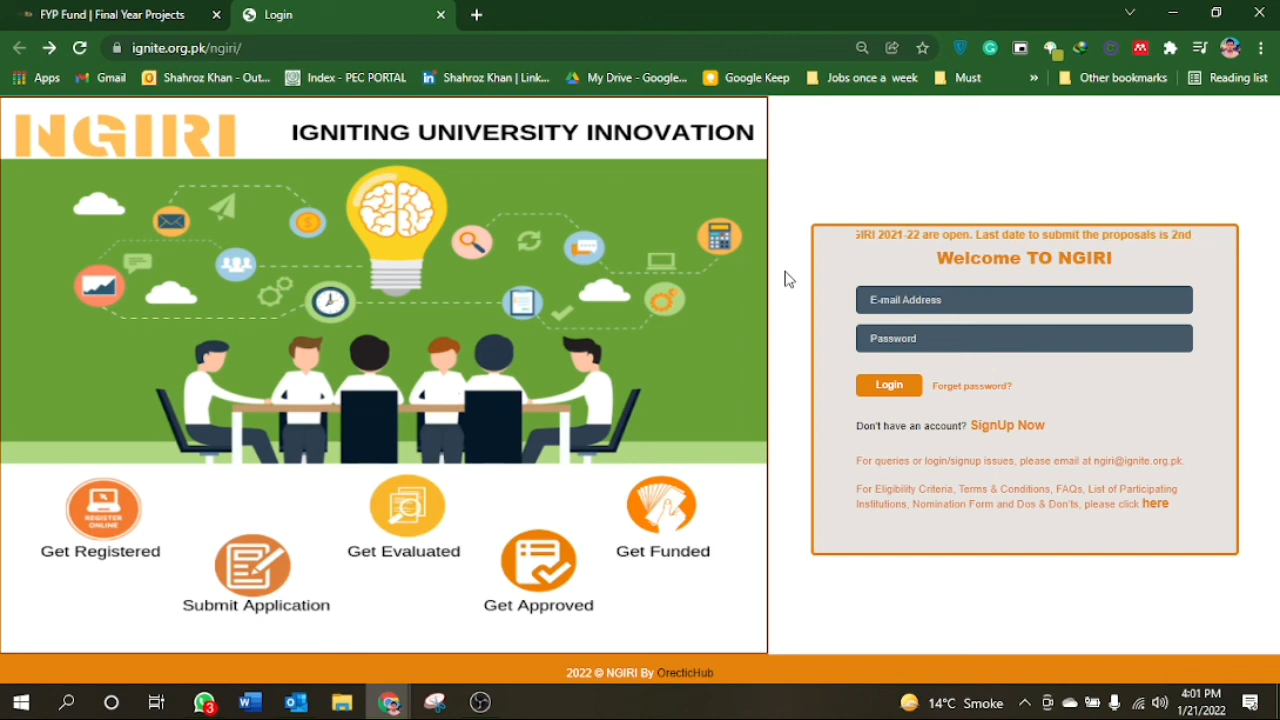 FYP Fund | Final Year Projects
Login
ignite.org.pk/ngiri/
Apps
Gmail
Shahroz Khan - Out...
Index - PEC PORTAL
Shahroz Khan | Link...
My Drive - Google...
Google Keep
Jobs once a week
Must
»
Other bookmarks
Reading list
NGIRI
IGNITING UNIVERSITY INNOVATION
REGISTER
ONLINE
Get Registered
Submit Application
Get Evaluated
Get Approved
Get Funded
GIRI 2021-22 are open. Last date to submit the proposals is 2nd
Welcome TO NGIRI
E-mail Address
Password
Login
Forget password?
Don't have an account? SignUp Now
For queries or login/signup issues, please email at ngiri@ignite.org.pk.
For Eligibility Criteria, Terms & Conditions, FAQs, List of Participating
Institutions, Nomination Form and Dos & Don'ts, please click here
2022 © NGIRI By OrecticHub
3
14°C Smoke
4:01 PM
1/21/2022